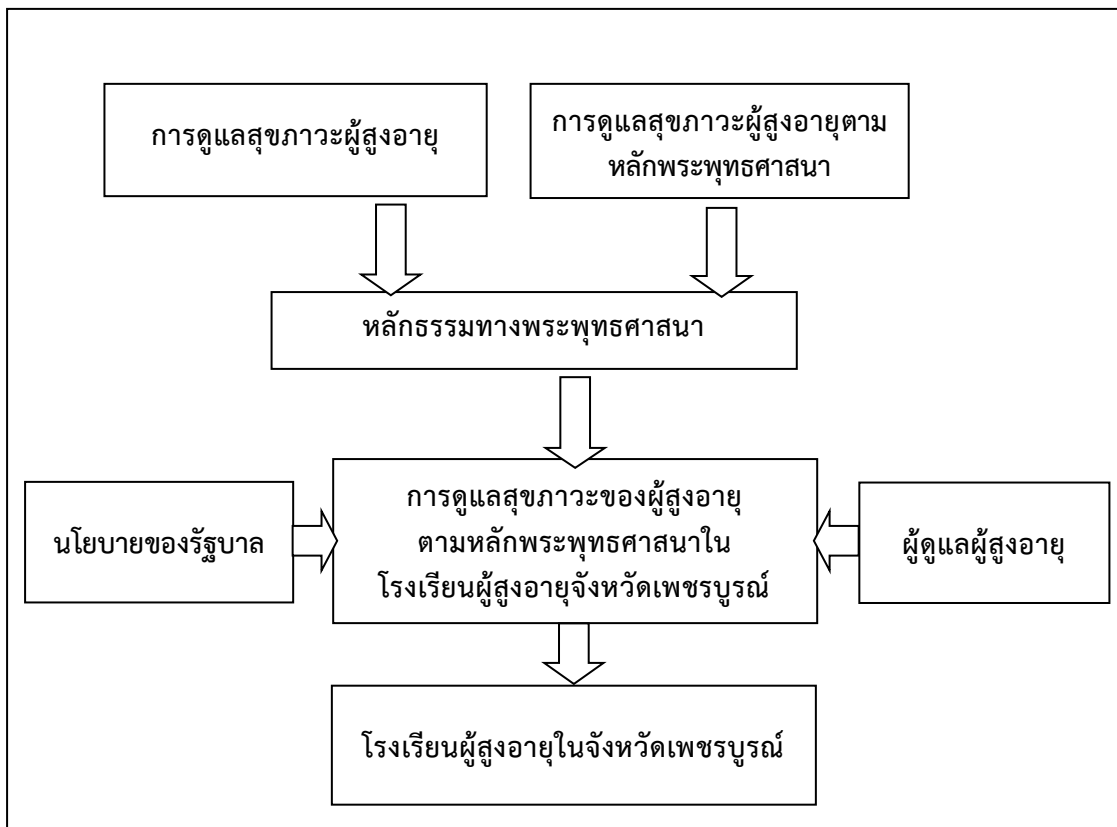 การดูแลสุขภาวะผู้สูงอายุ
การดูแลสุขภาวะผู้สูงอายุตาม
หลักพระพุทธศาสนา
หลักธรรมทางพระพุทธศาสนา
นโยบายของรัฐบาล
การดูแลสุขภาวะของผู้สูงอายุ
ตามหลักพระพุทธศาสนาใน
โรงเรียนผู้สูงอายุจังหวัดเพชรบูรณ์
ผู้ดูแลผู้สูงอายุ
โรงเรียนผู้สูงอายุในจังหวัดเพชรบูรณ์